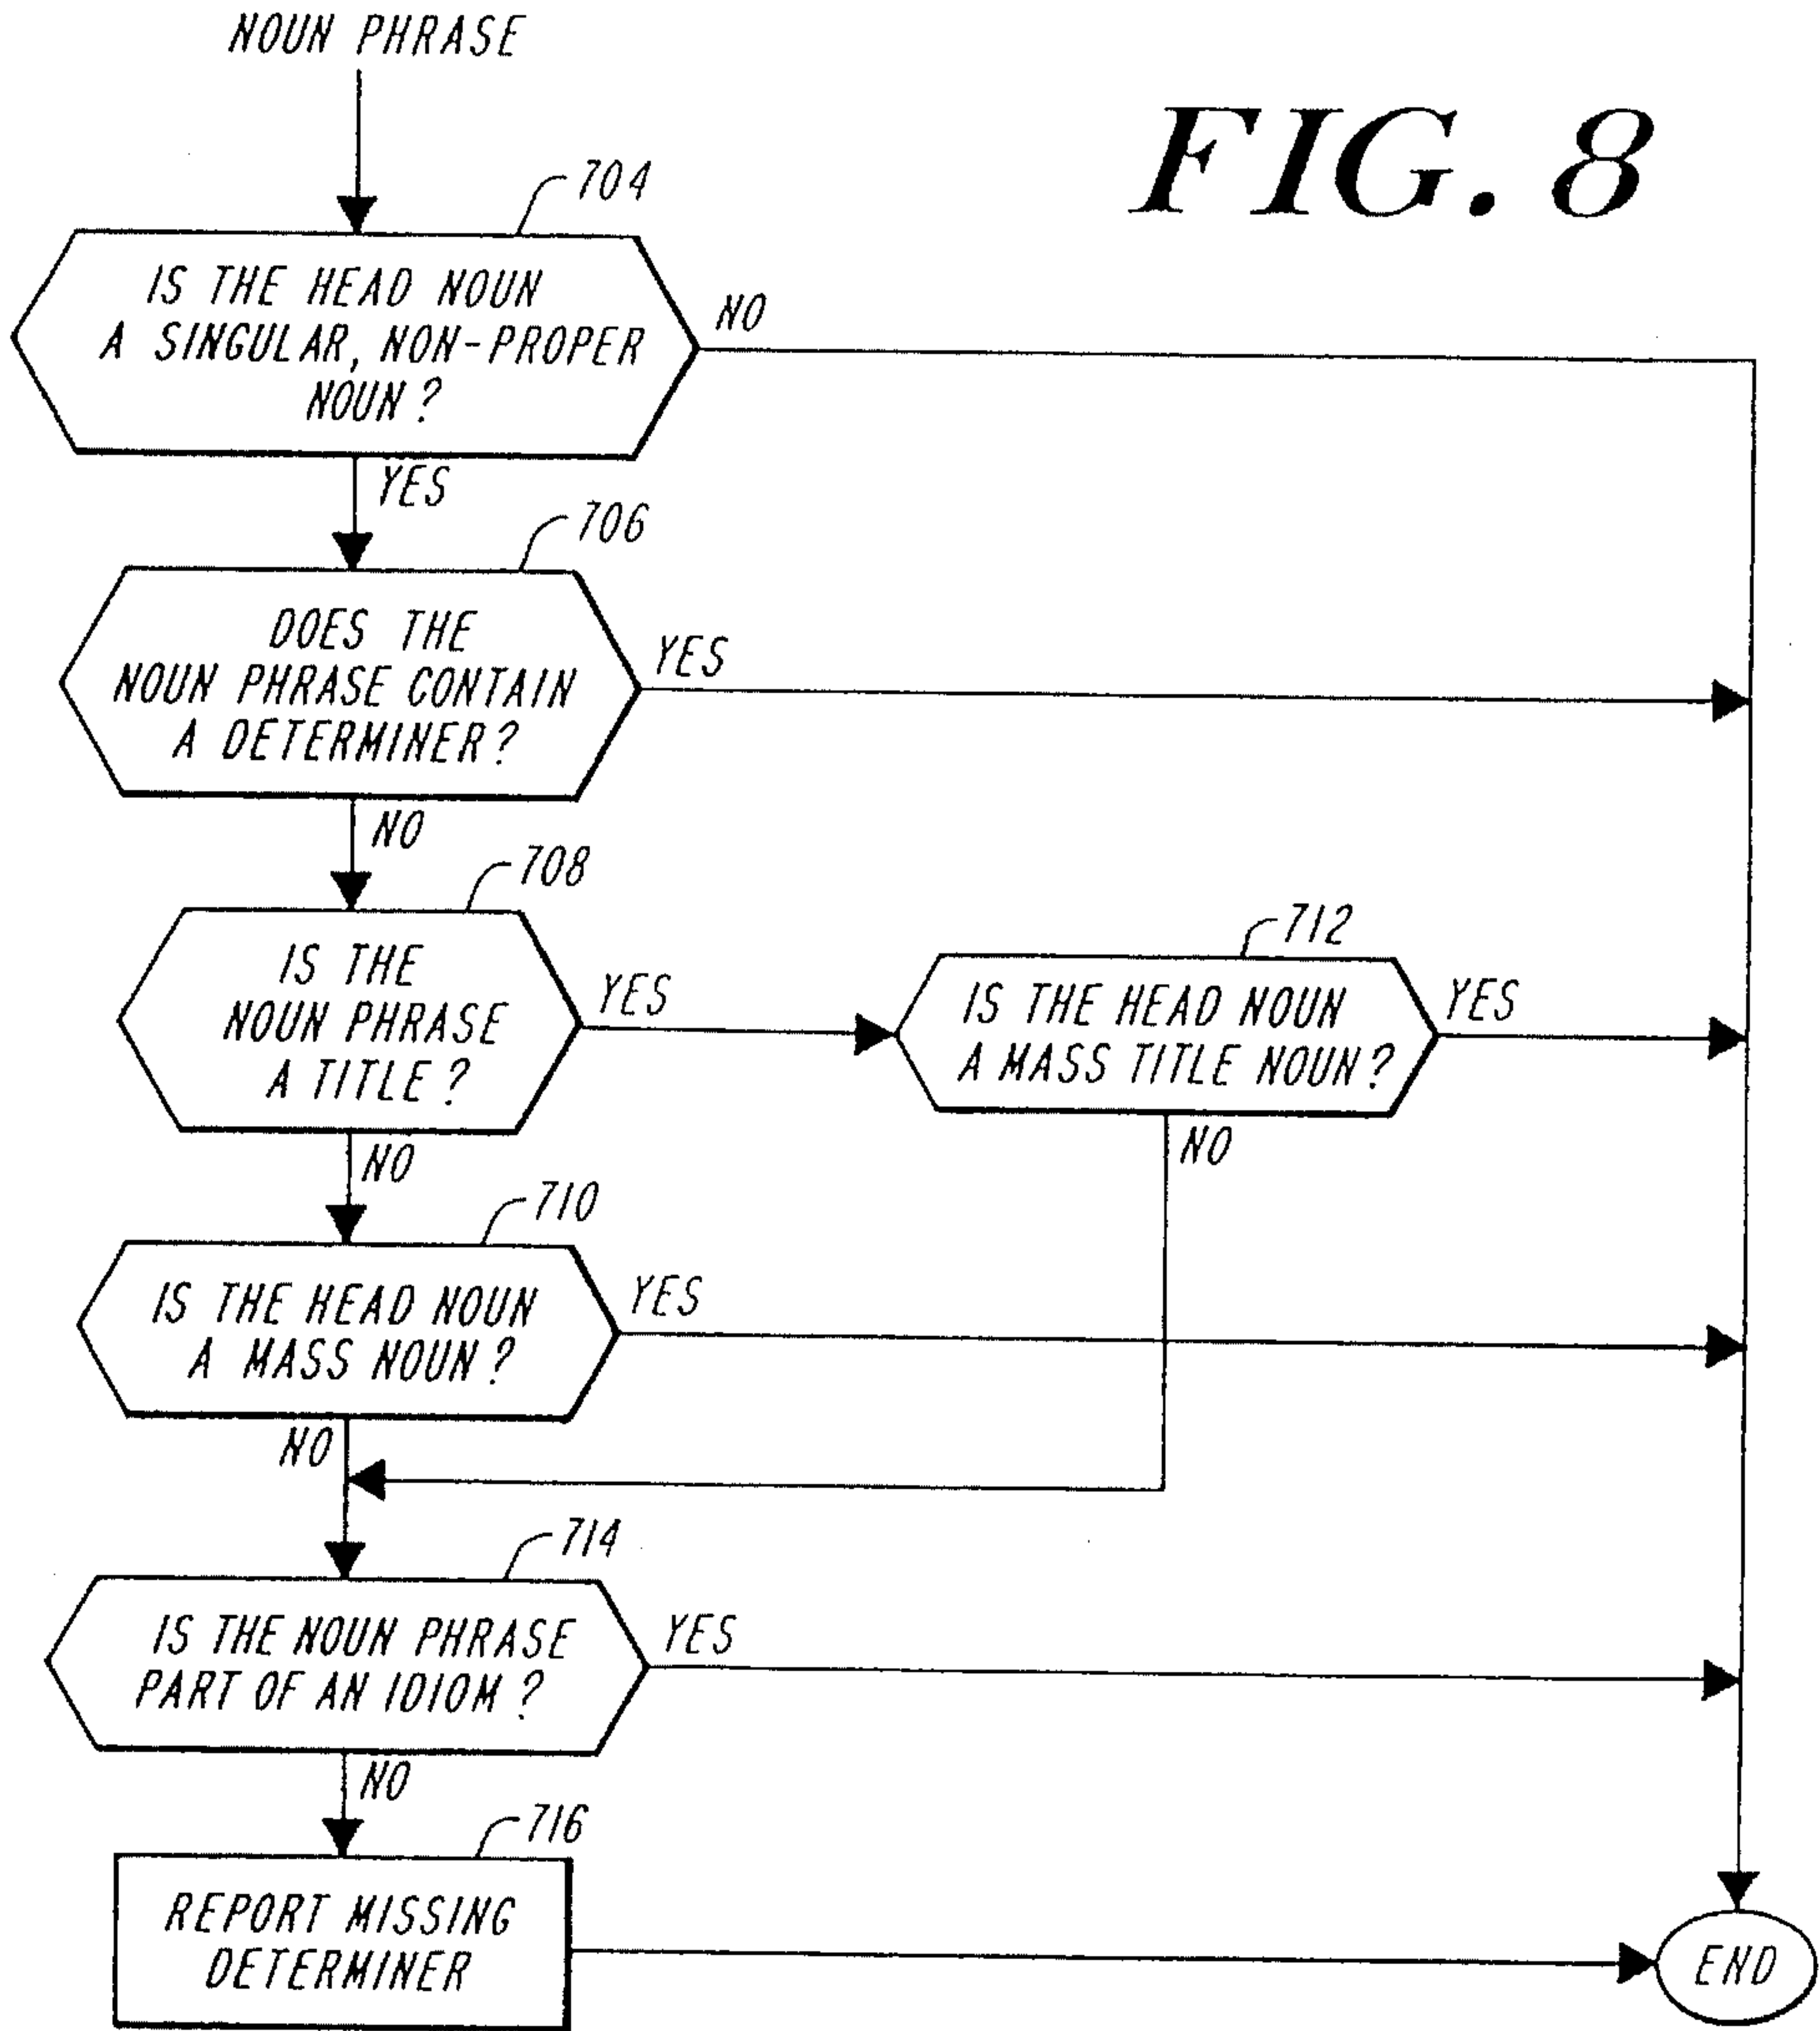 NOUN PHRASE
FIG. 8
704
IS THE HEAD NOUN
A SINGULAR, NON-PROPER
NOUN?
NO
YES
706
DOES THE
NOUN PHRASE CONTAIN
A DETERMINER?
YES
NO
708
IS THE
NOUN PHRASE
A TITLE?
YES
712
IS THE HEAD NOUN
A MASS TITLE NOUN?
YES
NO
NO
710
IS THE HEAD NOUN
A MASS NOUN?
YES
NO
714
IS THE NOUN PHRASE
PART OF AN IDIOM?
YES
NO
716
REPORT MISSING
DETERMINER
END